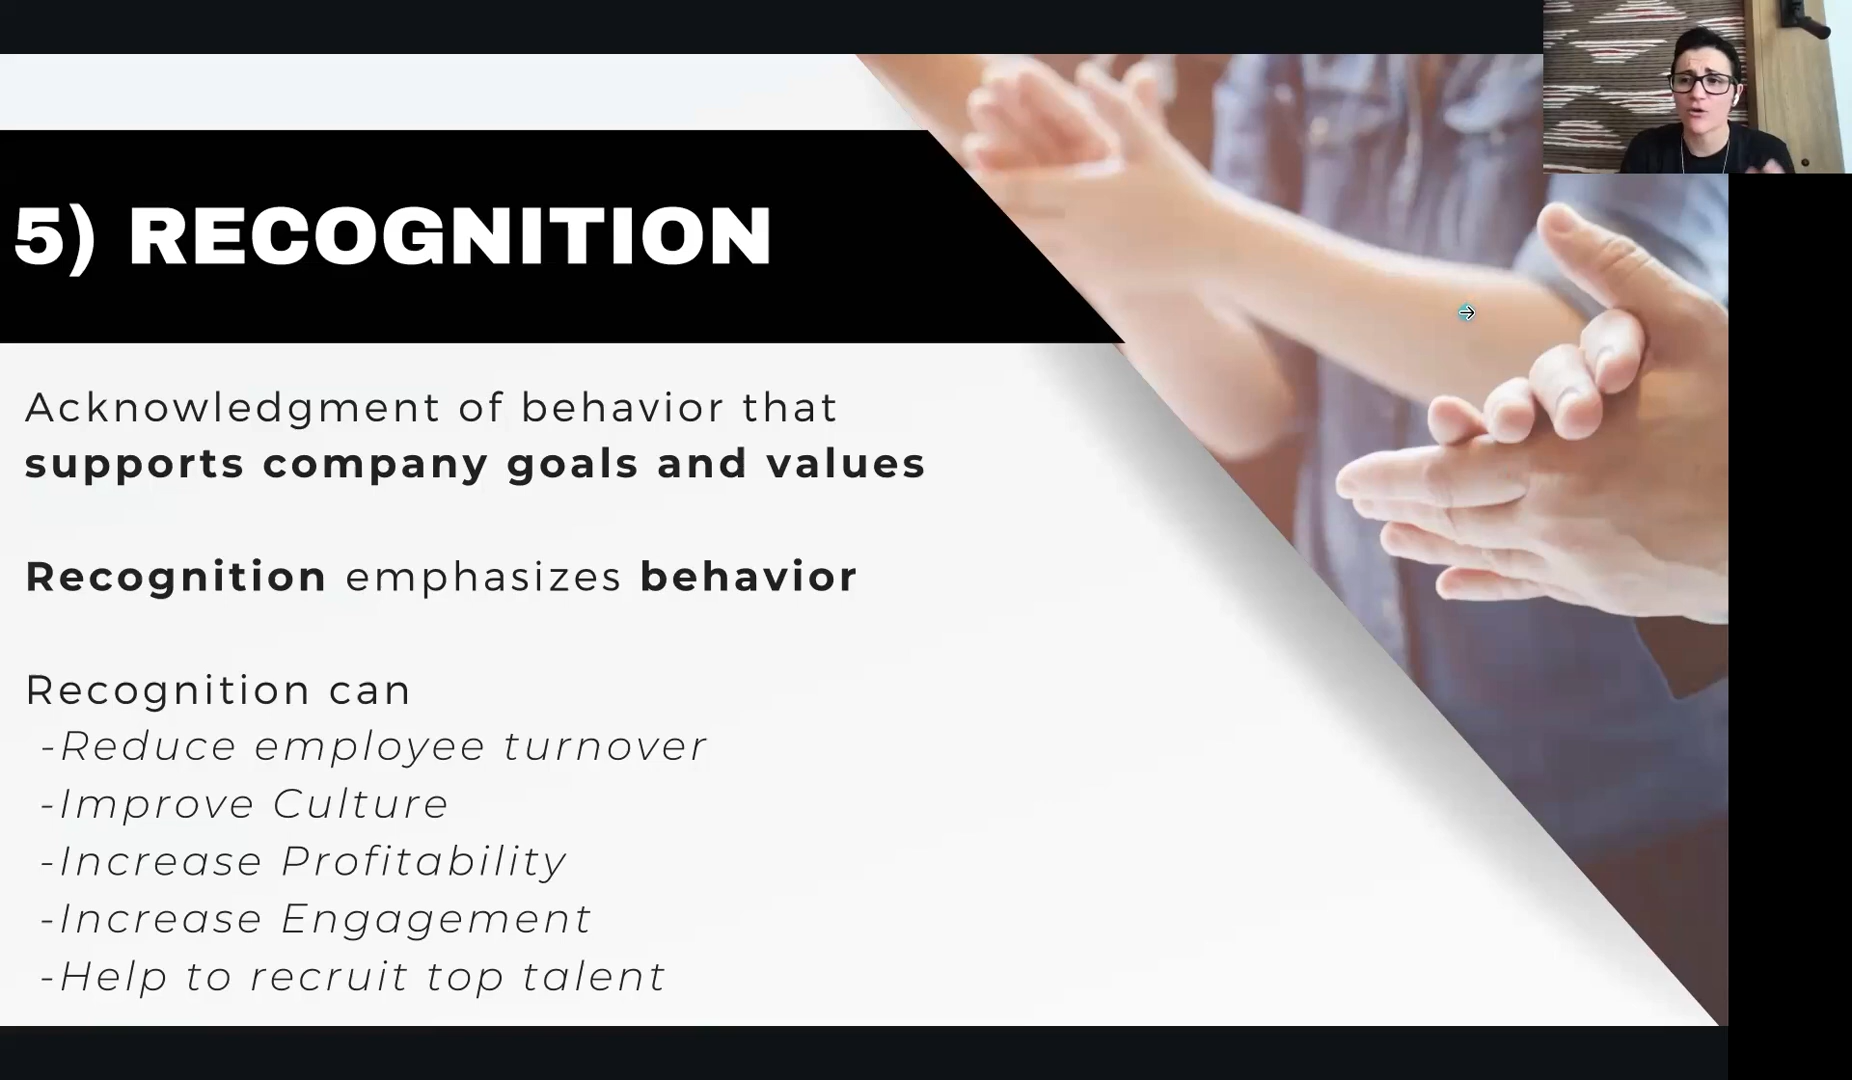 5) RECOGNITION
Acknowledgment of behavior that
supports company goals and values
Recognition emphasizes behavior
Recognition can
-Reduce employee turnover
-Improve Culture
-Increase Profitability
-Increase Engagement
-Help to recruit top talent